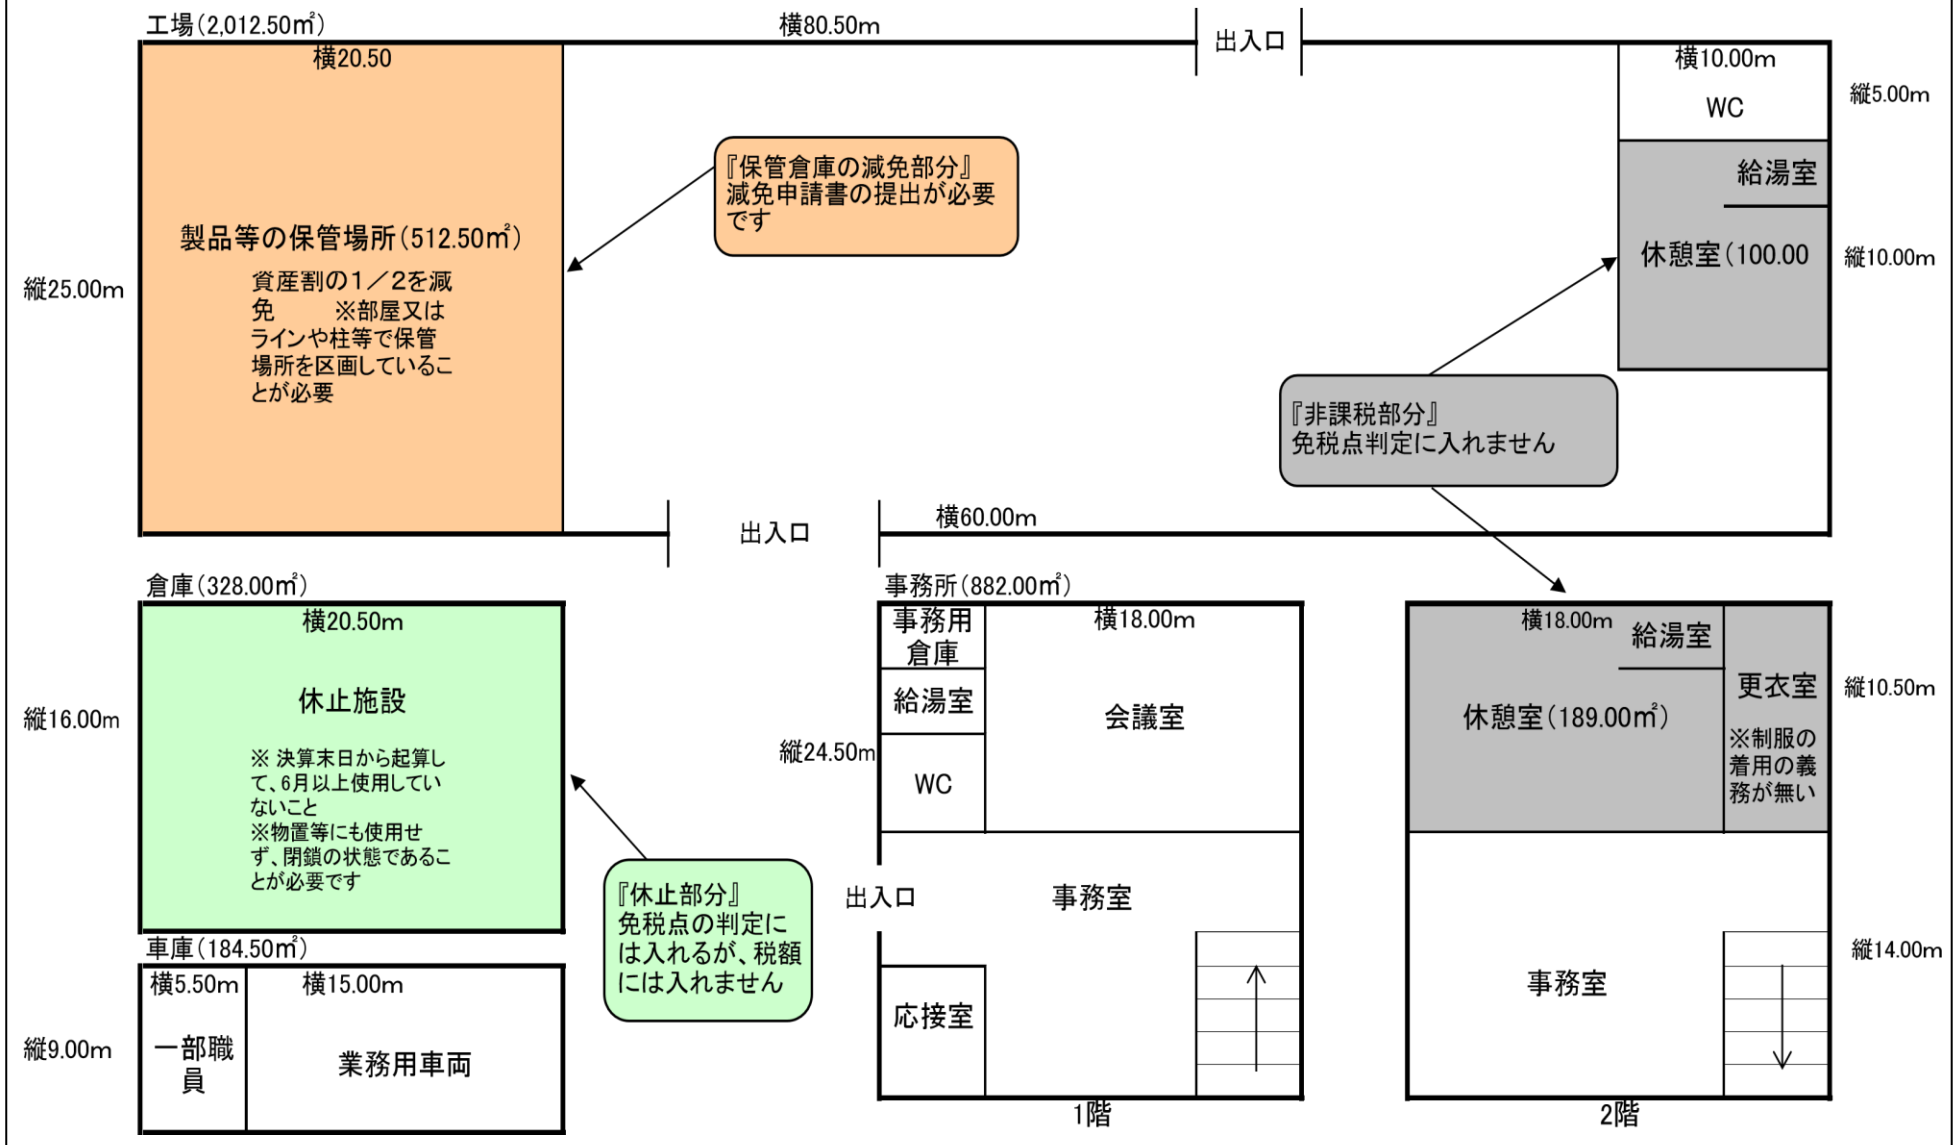 工場(2,012.50㎡)
横80.50m
出入口
横20.50
横10.00m
WC
縦5.00m
『保管倉庫の減免部分』
減免申請書の提出が必要
です
給湯室
製品等の保管場所(512.50㎡)
休憩室(100.00
縦10.00m
縦25.00m
資産割の1/2を減
免　　※部屋又は
ラインや柱等で保管
場所を区画しているこ
とが必要
『非課税部分』
免税点判定に入れません
出入口
横60.00m
倉庫(328.00㎡)
横20.50m
休止施設
縦16.00m
※ 決算末日から起算し
て、6月以上使用してい
ないこと
※物置等にも使用せ
ず、閉鎖の状態であるこ
とが必要です
『休止部分』
免税点の判定に
は入れるが、税額
には入れません
事務所(882.00㎡)
事務用
倉庫
横18.00m
給湯室
会議室
縦24.50m
WC
出入口
事務室
応接室
1階
横18.00m
給湯室
更衣室
縦10.50m
休憩室(189.00㎡)
※制服の
着用の義
務が無い
縦14.00m
事務室
2階
車庫(184.50㎡)
横5.50m
横15.00m
縦9.00m
一部職
員
業務用車両